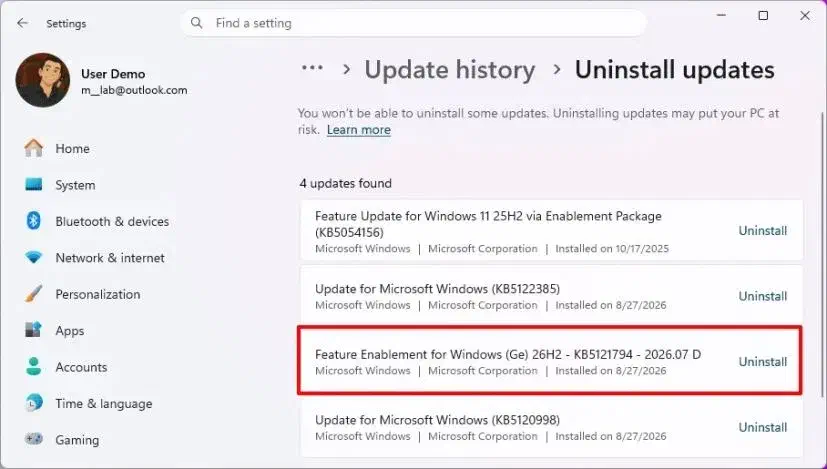 Settings
Find a setting
User Demo
m__lab@outlook.com
Home
System
Bluetooth & devices
Network & internet
Personalization
Apps
Accounts
Time & language
Gaming
... > Update history > Uninstall updates
You won't be able to uninstall some updates. Uninstalling updates may put your PC at
risk. Learn more
4 updates found
Feature Update for Windows 11 25H2 via Enablement Package
(KB5054156)
Microsoft Windows | Microsoft Corporation | Installed on 10/17/2025
Uninstall
Update for Microsoft Windows (KB5122385)
Microsoft Windows | Microsoft Corporation | Installed on 8/27/2026
Uninstall
Feature Enablement for Windows (Ge) 26H2 - KB5121794 - 2026.07 D
Microsoft Windows | Microsoft Corporation | Installed on 8/27/2026
Uninstall
Update for Microsoft Windows (KB5120998)
Microsoft Windows | Microsoft Corporation | Installed on 8/27/2026
Uninstall